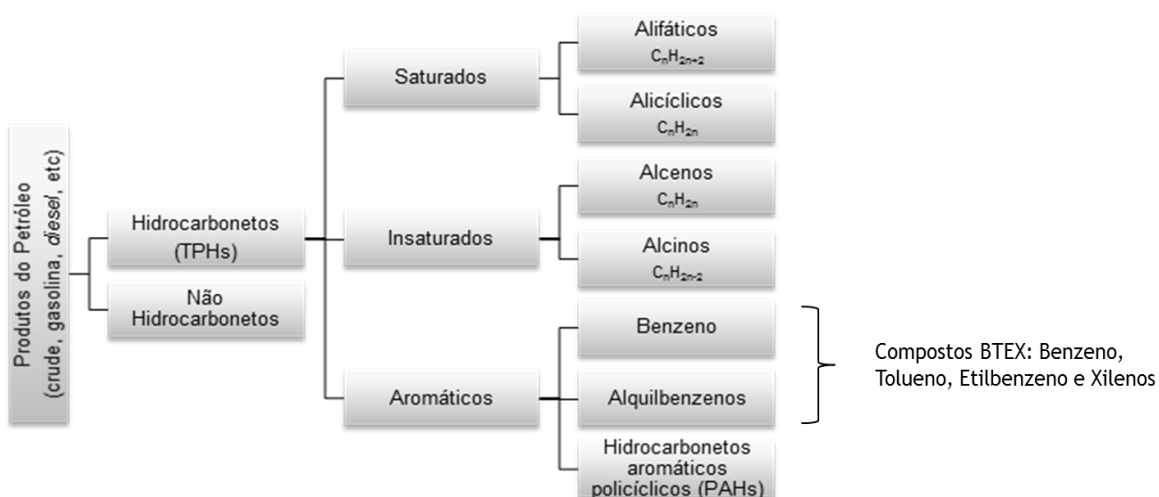 Produtos do Petróleo
(crude, gasolina, diesel, etc)
Hidrocarbonetos
(TPHs)
Não
Hidrocarbonetos
Saturados
Insaturados
Aromáticos
Alifáticos
CnH2n+2
Alicíclicos
CnH2n
Alcenos
CnH2n
Alcinos
CnH2n-2
Benzeno
Alquilbenzenos
Hidrocarbonetos
aromáticos
policíclicos (PAHs)
Compostos BTEX: Benzeno,
Tolueno, Etilbenzeno e Xilenos